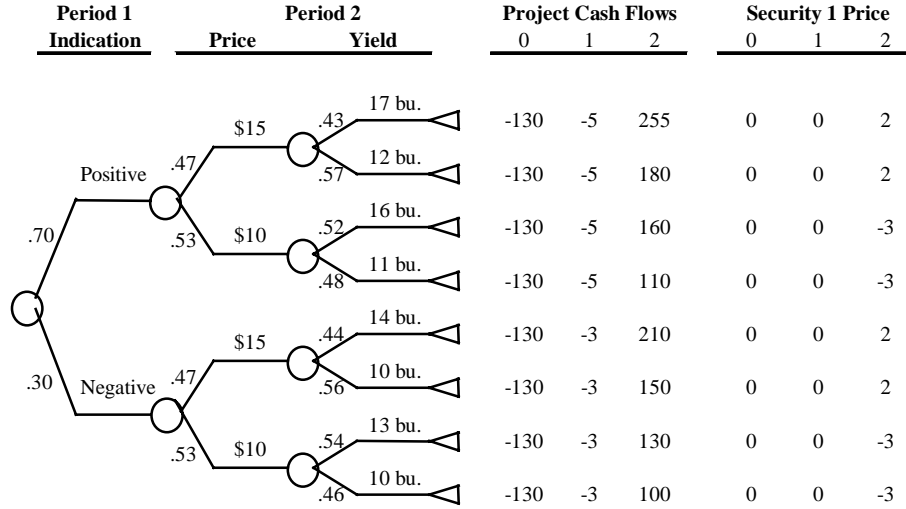 Period 1 Period 2 Project Cash Flows Security 1 Price
Indication Price Yield 0 1 2 0 1 2
17 bu.
.43 -130 -5 255 0 0 2
$15
12 bu.
.47 .57
Positive -130 -5 180 0 0 2
16 bu.
.70 .53 $10 .52 -130 -5 160 0 0 -3
11 bu.
.48 -130 -5 110 0 0 -3
14 bu.
$15 .44 -130 -3 210 0 0 2
10 bu.
.30 Negative .47 .56 -130 -3 150 0 0 2
13 bu.
.53 $10 .54 -130 -3 130 0 0 -3
10 bu.
.46 -130 -3 100 0 0 -3